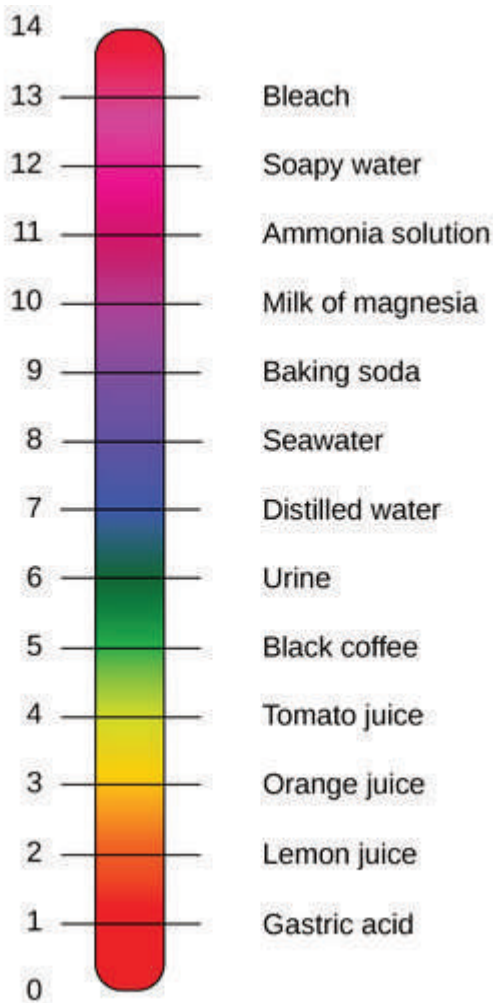 14
13 Bleach
12 Soapy water
11 Ammonia solution
10 Milk of magnesia
9 Baking soda
8 Seawater
7 Distilled water
6 Urine
5 Black coffee
4 Tomato juice
3 Orange juice
2 Lemon juice
1 Gastric acid
0